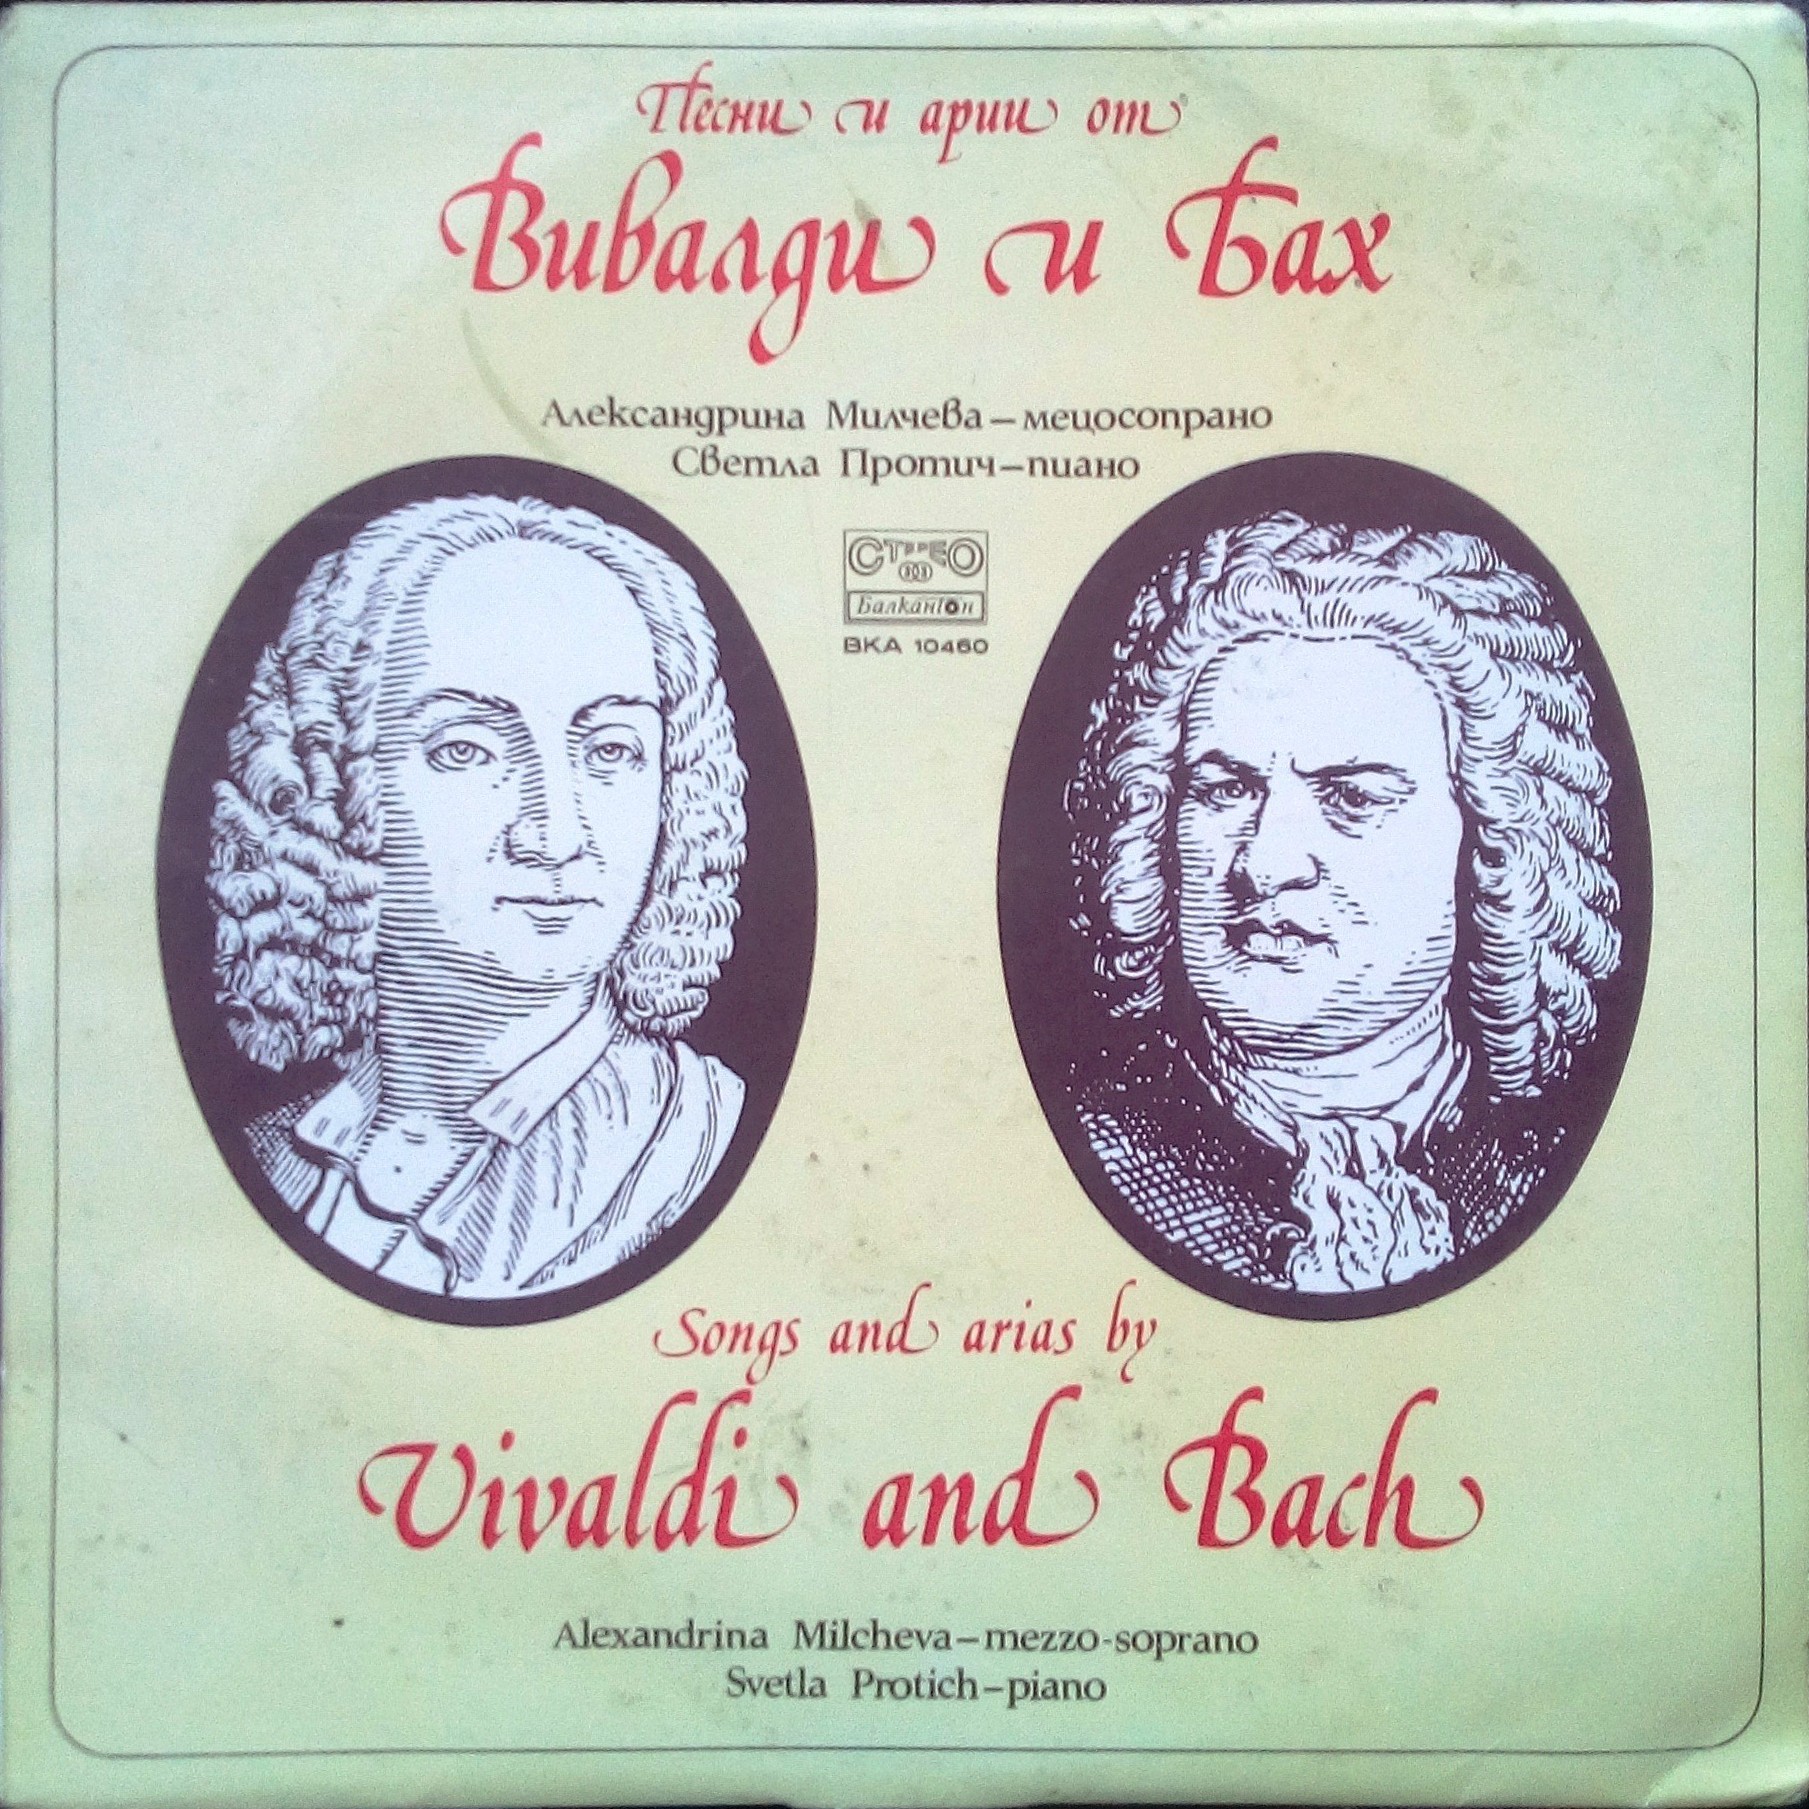 Песни и арии от
Вивалди и Бах
Александрина Милчева – мецосопрано
Светла Протич – пиано
СТЕРЕО
Балкантон
ВКА 10460
Songs and arias by
Vivaldi and Bach
Alexandrina Milcheva – mezzo-soprano
Svetla Protich – piano